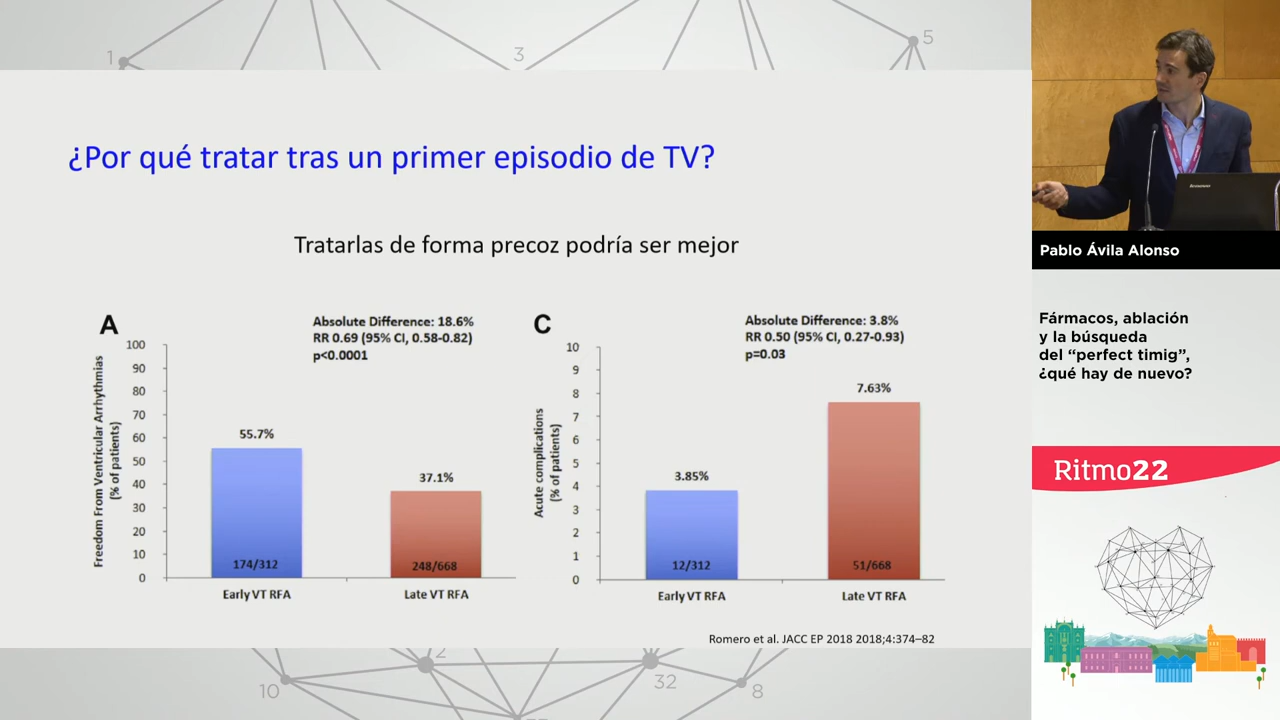 1
3
5
¿Por qué tratar tras un primer episodio de TV?
Tratarlas de forma precoz podría ser mejor
A
Absolute Difference: 18.6%
RR 0.69 (95% CI, 0.58-0.82)
p<0.0001
Freedom From Ventricular Arrhythmias
(% of patients)
100
90
80
70
60
50
40
30
20
10
0
55.7%
37.1%
174/312
248/668
Early VT RFA
Late VT RFA
C
Absolute Difference: 3.8%
RR 0.50 (95% CI, 0.27-0.93)
p=0.03
Acute complications
(% of patients)
10
9
8
7
6
5
4
3
2
1
0
3.85%
7.63%
12/312
51/668
Early VT RFA
Late VT RFA
Romero et al. JACC EP 2018 2018;4:374–82
2
10
32
8
lenovo
Pablo Ávila Alonso
Fármacos, ablación
y la búsqueda
del “perfect timig”,
¿qué hay de nuevo?
Ritmo22